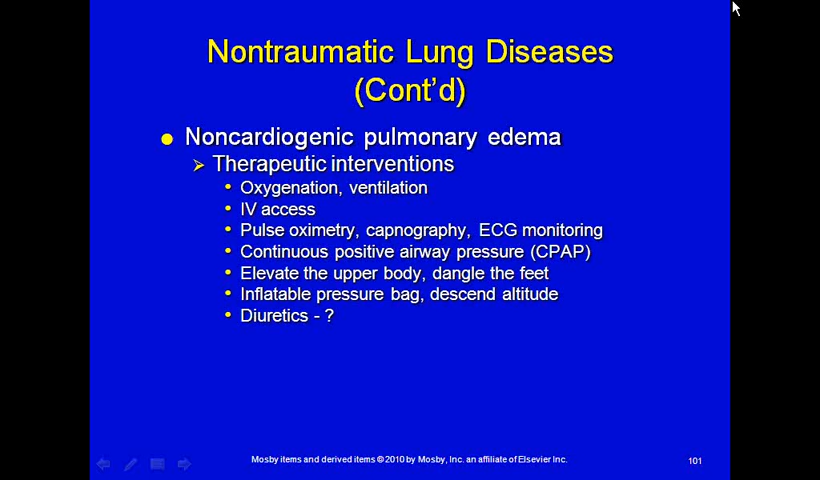 Nontraumatic Lung Diseases
(Cont'd)
Noncardiogenic pulmonary edema
Therapeutic interventions
Oxygenation, ventilation
IV access
Pulse oximetry, capnography, ECG monitoring
Continuous positive airway pressure (CPAP)
Elevate the upper body, dangle the feet
Inflatable pressure bag, descend altitude
Diuretics - ?
Mosby items and derived items © 2010 by Mosby, Inc. an affiliate of Elsevier Inc.
101